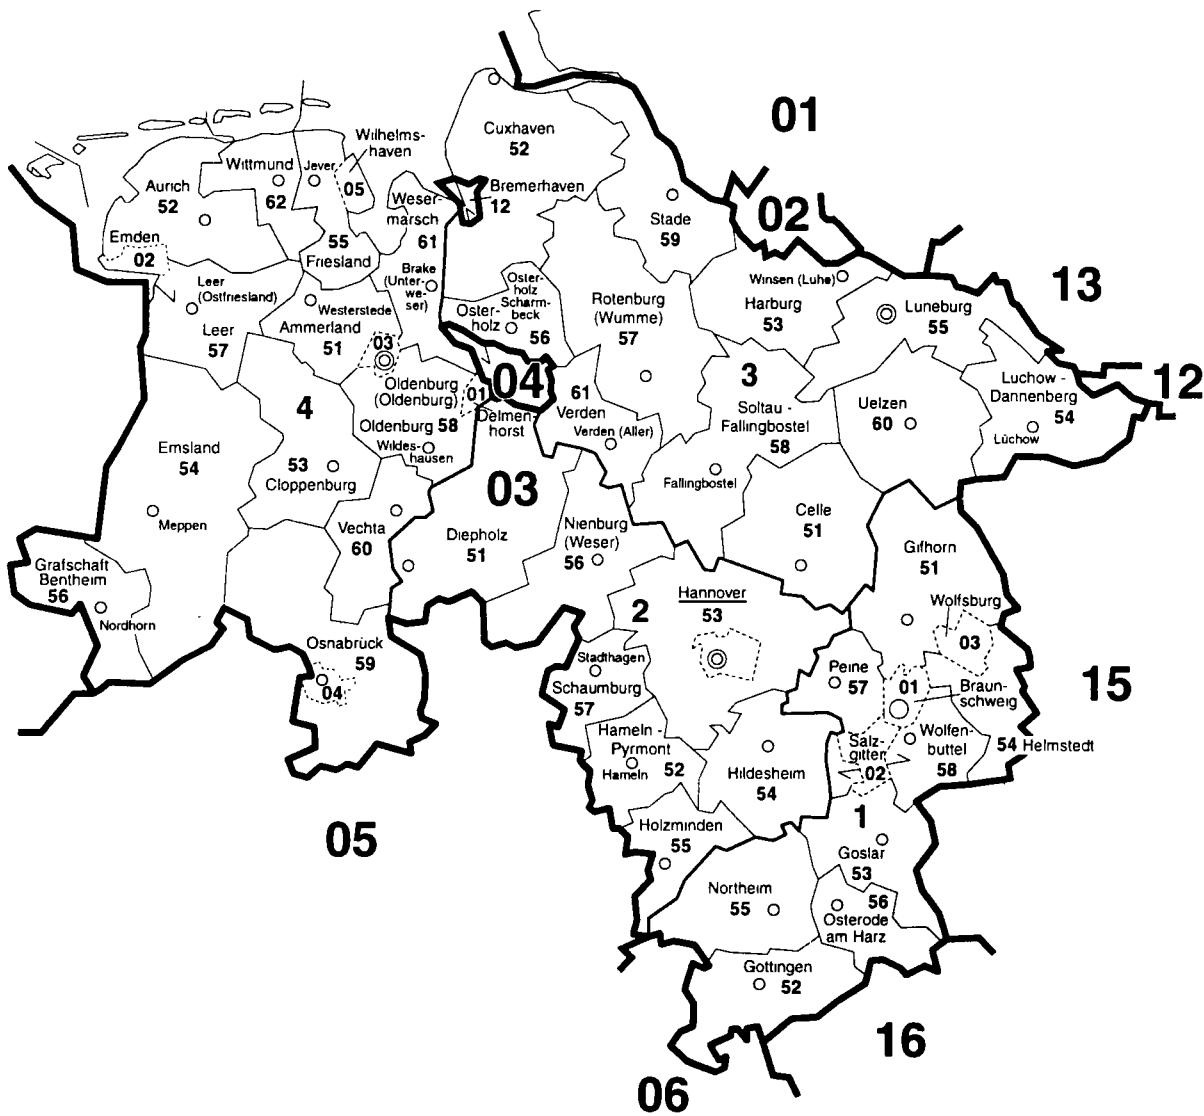 01
Cuxhaven
52
Wilhelms-
haven
Wittmund
Jever
05
62
Aurich
52
Weser-
marsch
61
Bremerhaven
12
02
Stade
59
Emden
02
55
Friesland
13
Leer
(Ostfriesland)
Brake
(Unter-
weser)
Oster-
holz
Scharm-
beck
Oster-
holz
56
Rotenburg
(Wumme)
57
Winsen (Luhe)
Harburg
53
Luneburg
55
Westerstede
Ammerland
51
Leer
57
03
12
04
3
Luchow -
Dannenberg
54
Lüchow
Oldenburg
(Oldenburg)
01
Delmen-
horst
Oldenburg 58
Wildes-
hausen
61
Verden
Verden (Aller)
Soltau -
Fallingbostel
58
Fallingbostel
Uelzen
60
4
Emsland
54
53
Cloppenburg
03
Meppen
Vechta
60
Diepholz
51
Nienburg
(Weser)
56
Celle
51
Gifhorn
51
Grafschaft
Bentheim
56
Nordhorn
2
Hannover
53
Wolfsburg
03
Osnabrück
59
04
Stadthagen
Schaumburg
57
Peine
57
01
Braun-
schweig
15
Hameln -
Pyrmont
Hameln
52
Hildesheim
54
Salz-
gitter
02
Wolfen-
buttel
58
54 Helmstedt
05
Holzminden
55
1
Goslar
53
Northeim
55
56
Osterode
am Harz
Gottingen
52
16
06